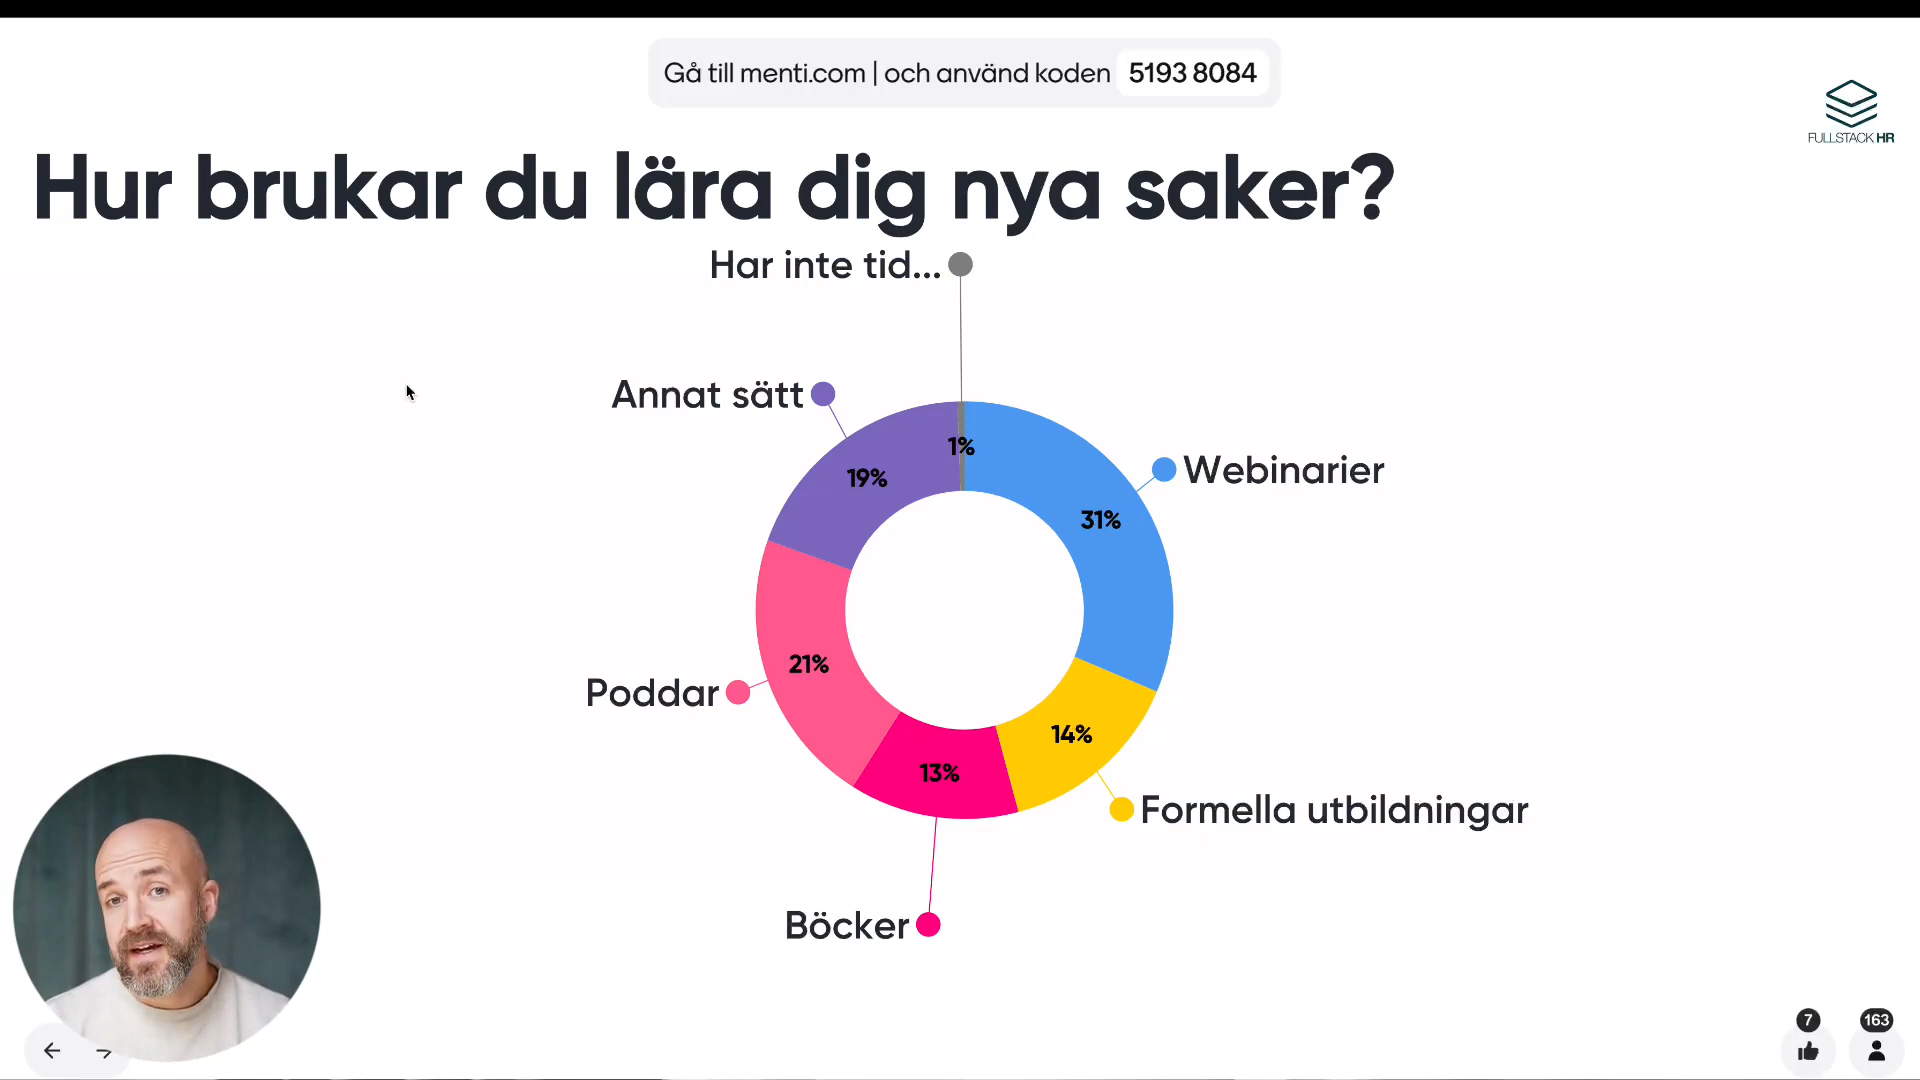 Gå till menti.com | och använd koden 5193 8084
FULLSTACK HR
Hur brukar du lära dig nya saker?
Har inte tid...
Annat sätt
1%
19%
Webinarier
31%
21%
Poddar
14%
13%
Formella utbildningar
Böcker
7
163